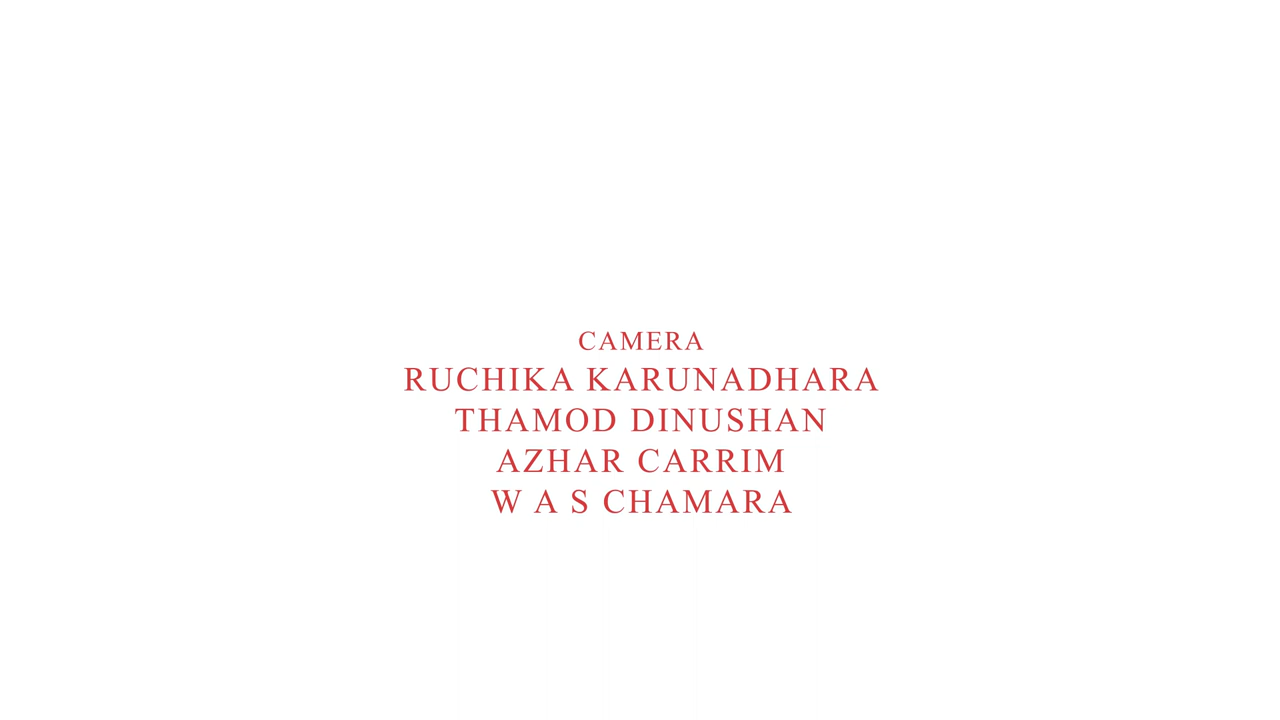 CAMERA
RUCHIKA KARUNADHARA
THAMOD DINUSHAN
AZHAR CARRIM
W A S CHAMARA